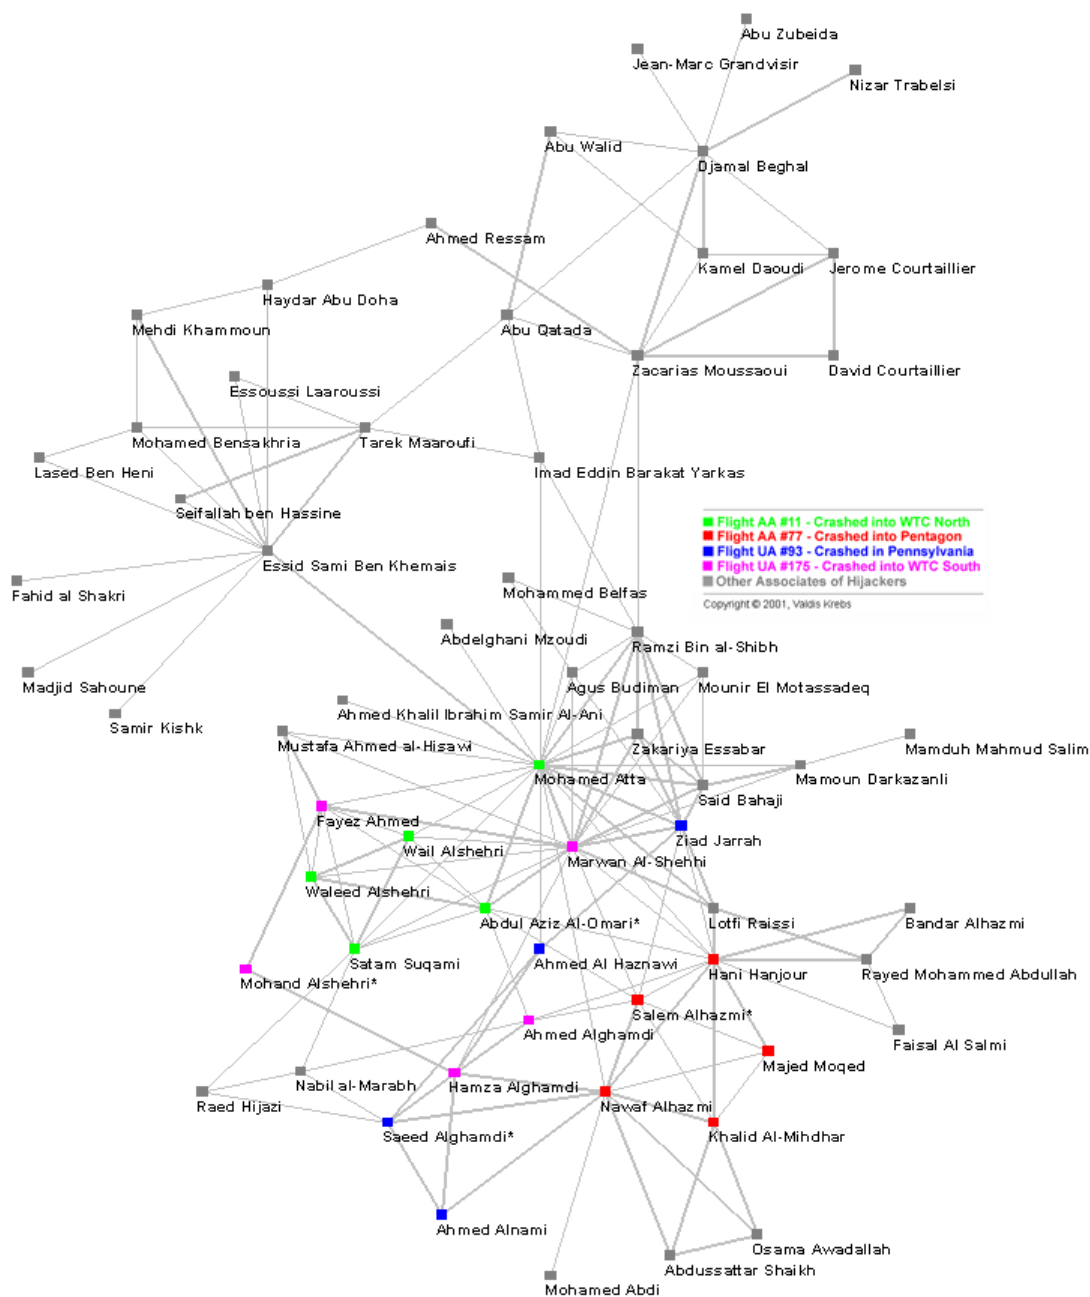 Abu Zubeida
Jean-Marc Grandvisir
Nizar Trabelsi
Abu Walid
Djamal Beghal
Ahmed Ressam
Kamel Daoudi
Jerome Courtaillier
Haydar Abu Doha
Mehdi Khammoun
Abu Qatada
Zacarias Moussaoui
David Courtaillier
Essoussi Laaroussi
Mohamed Bensakhria
Tarek Maaroufi
Lased Ben Heni
Imad Eddin Barakat Yarkas
Seifallah ben Hassine
Flight AA #11 - Crashed into WTC North
Flight AA #77 - Crashed into Pentagon
Flight UA #93 - Crashed in Pennsylvania
Flight UA #175 - Crashed into WTC South
Other Associates of Hijackers
Copyright © 2001, Valdis Krebs
Essid Sami Ben Khemais
Fahid al Shakri
Mohammed Belfas
Abdelghani Mzoudi
Ramzi Bin al-Shibh
Madjid Sahoune
Agus Budiman
Mounir El Motassadeq
Samir Kishk
Ahmed Khalil Ibrahim Samir Al-Ani
Mustafa Ahmed al-Hisawi
Zakariya Essabar
Mamduh Mahmud Salim
Mohamed Atta
Mamoun Darkazanli
Said Bahaji
Fayez Ahmed
Ziad Jarrah
Wail Alshehri
Marwan Al-Shehhi
Waleed Alshehri
Abdul Aziz Al-Omari*
Lotfi Raissi
Bandar Alhazmi
Satam Suqami
Ahmed Al Haznawi
Hani Hanjour
Rayed Mohammed Abdullah
Mohand Alshehri*
Salem Alhazmi*
Ahmed Alghamdi
Faisal Al Salmi
Majed Moqed
Nabil al-Marabh
Hamza Alghamdi
Raed Hijazi
Nawaf Alhazmi
Saeed Alghamdi*
Khalid Al-Mihdhar
Ahmed Alnami
Osama Awadallah
Abdussattar Shaikh
Mohamed Abdi